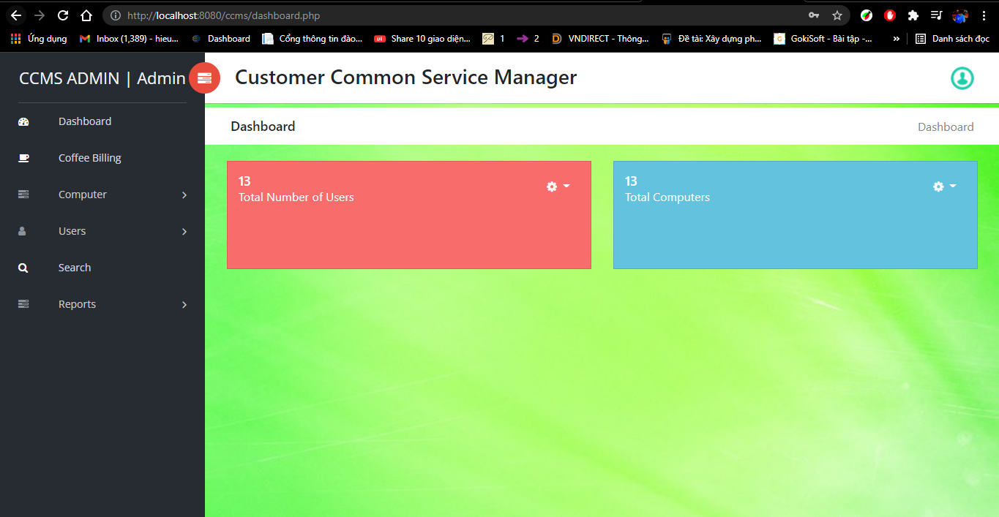 http://localhost:8080/ccms/dashboard.php
Ứng dụng
Inbox (1,389) - hieu...
Dashboard
Cổng thông tin đào...
Share 10 giao diện...
1
2
VNDIRECT - Thông...
Đề tài: Xây dựng ph...
GokiSoft - Bài tập -...
»
Danh sách đọc
CCMS ADMIN | Admin
Customer Common Service Manager
Dashboard
Coffee Billing
Computer
Users
Search
Reports
Dashboard
Dashboard
13
Total Number of Users
13
Total Computers